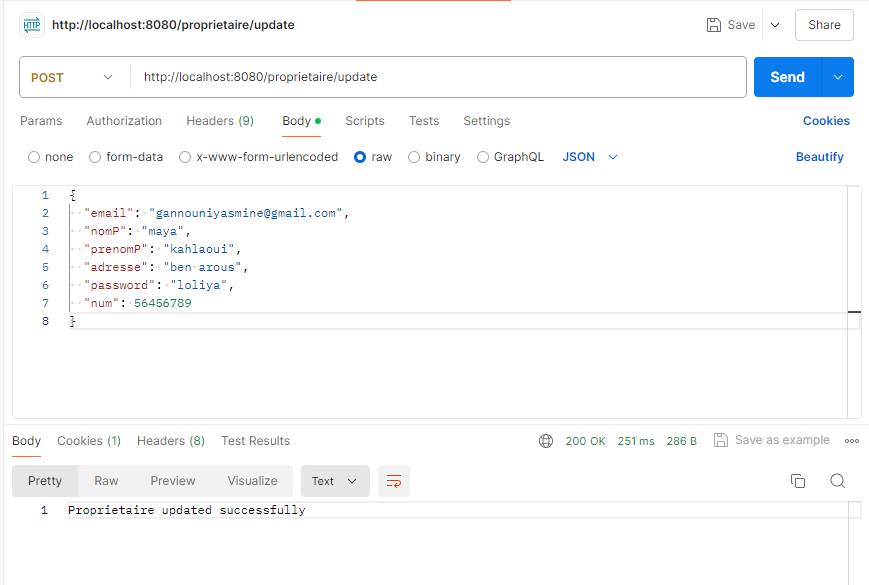 HTTP http://localhost:8080/proprietaire/update Save Share
POST http://localhost:8080/proprietaire/update Send
Params Authorization Headers (9) Body Scripts Tests Settings Cookies
none form-data x-www-form-urlencoded raw binary GraphQL JSON Beautify
1 {
2 "email": "gannouniyasmine@gmail.com",
3 "nomP": "maya",
4 "prenomP": "kahlaoui",
5 "adresse": "ben arous",
6 "password": "loliya",
7 "num": 56456789
8 }
Body Cookies (1) Headers (8) Test Results 200 OK 251 ms 286 B Save as example
Pretty Raw Preview Visualize Text
1 Proprietaire updated successfully